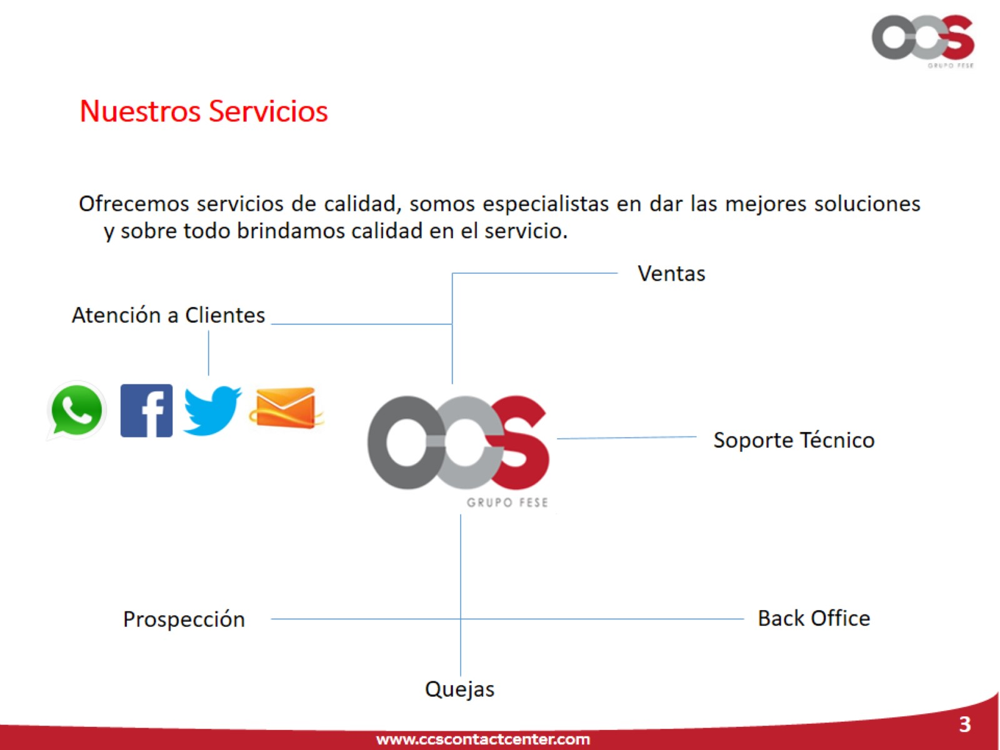 CCS
GRUPO FESE
Nuestros Servicios
Ofrecemos servicios de calidad, somos especialistas en dar las mejores soluciones
y sobre todo brindamos calidad en el servicio.
Ventas
Atención a Clientes
CCS
GRUPO FESE
Soporte Técnico
Prospección
Back Office
Quejas
3
www.ccscontactcenter.com